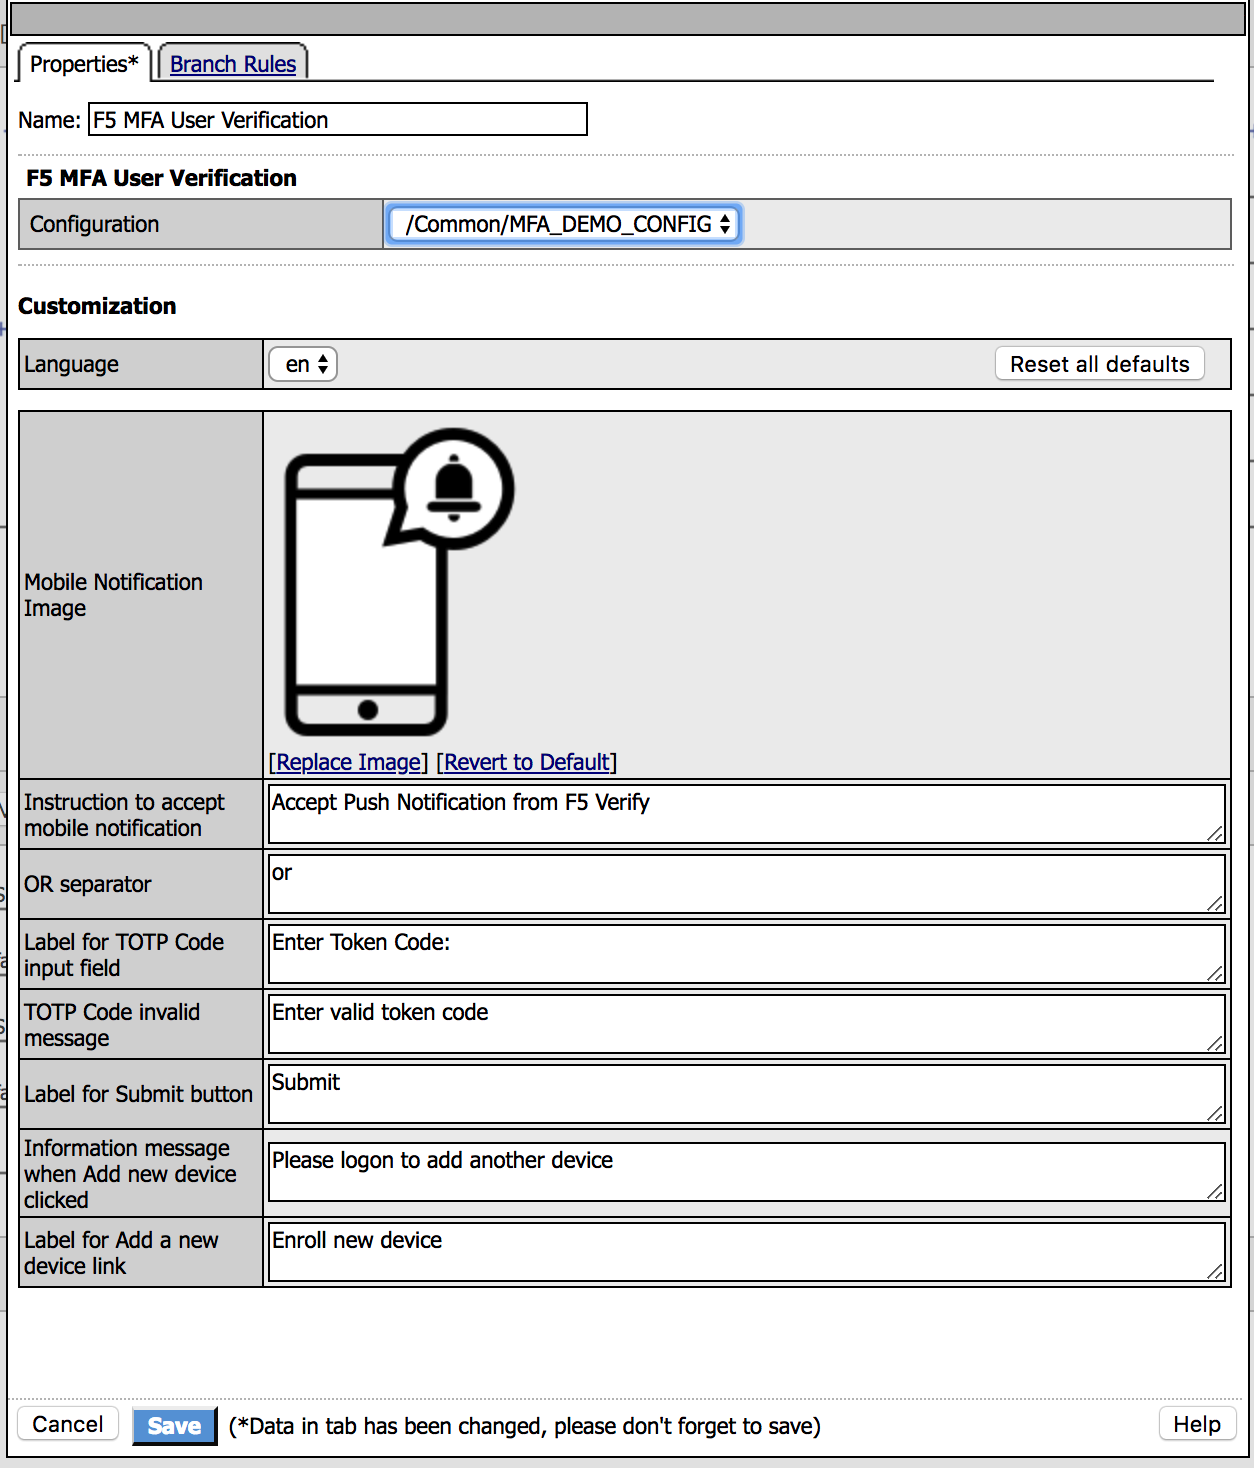 Properties* Branch Rules
Name: F5 MFA User Verification
F5 MFA User Verification
Configuration /Common/MFA_DEMO_CONFIG
Customization
Language en Reset all defaults
Mobile Notification
Image
[Replace Image] [Revert to Default]
Instruction to accept
mobile notification
Accept Push Notification from F5 Verify
OR separator
or
Label for TOTP Code
input field
Enter Token Code:
TOTP Code invalid
message
Enter valid token code
Label for Submit button
Submit
Information message
when Add new device
clicked
Please logon to add another device
Label for Add a new
device link
Enroll new device
Cancel Save (*Data in tab has been changed, please don't forget to save) Help